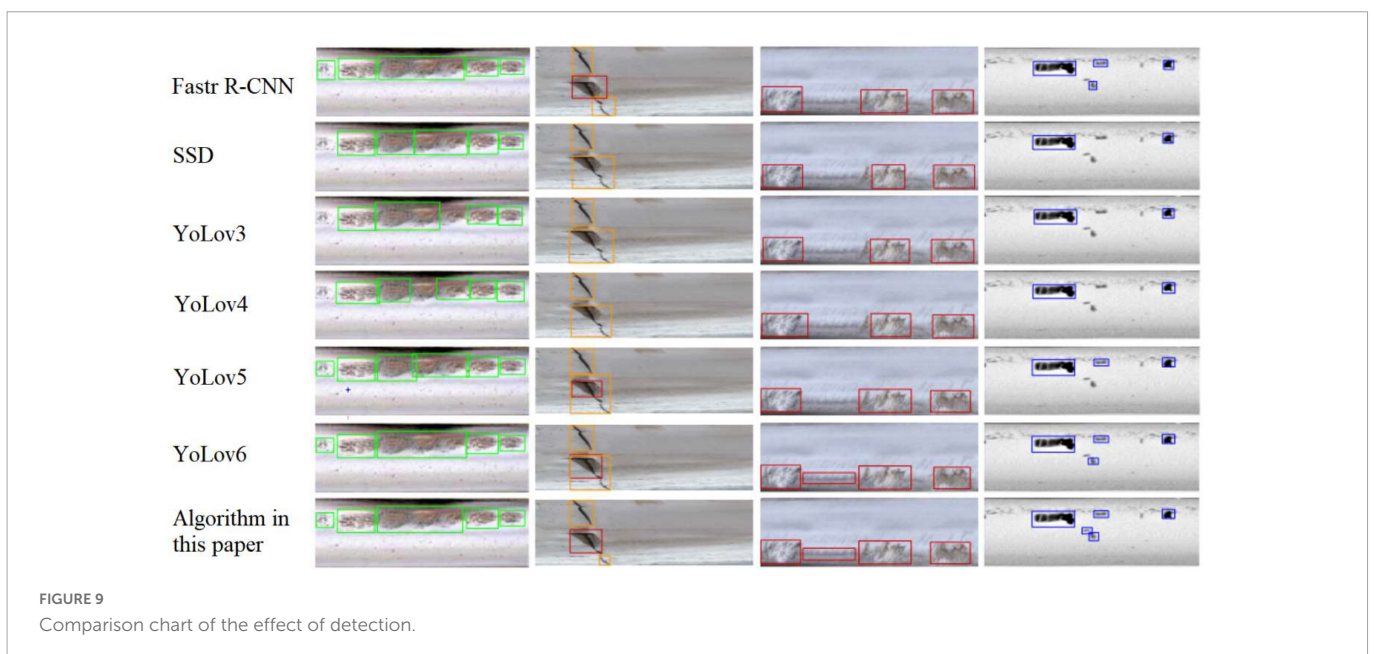 Fastr R-CNN
SSD
YoLov3
YoLov4
YoLov5
YoLov6
Algorithm in
this paper
FIGURE 9
Comparison chart of the effect of detection.